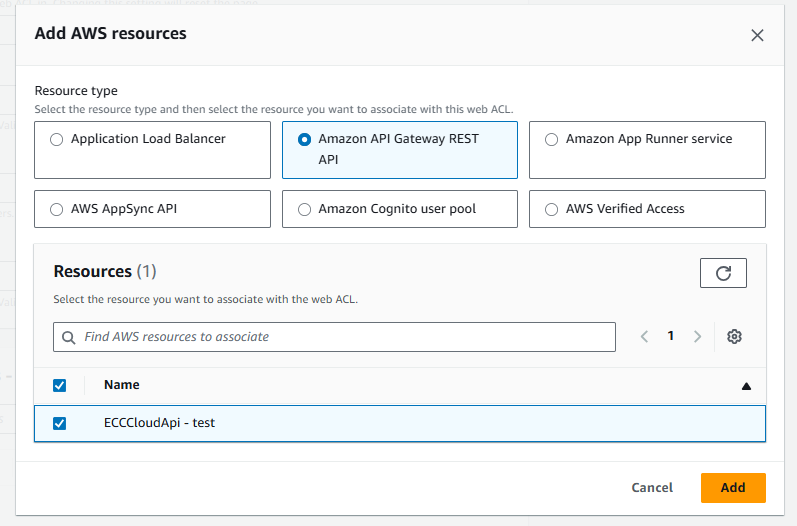 Add AWS resources
Resource type
Select the resource type and then select the resource you want to associate with this web ACL.
Application Load Balancer
Amazon API Gateway REST
API
Amazon App Runner service
AWS AppSync API
Amazon Cognito user pool
AWS Verified Access
Resources (1)
Select the resource you want to associate with the web ACL.
Find AWS resources to associate
1
Name
ECCCloudApi - test
Cancel
Add